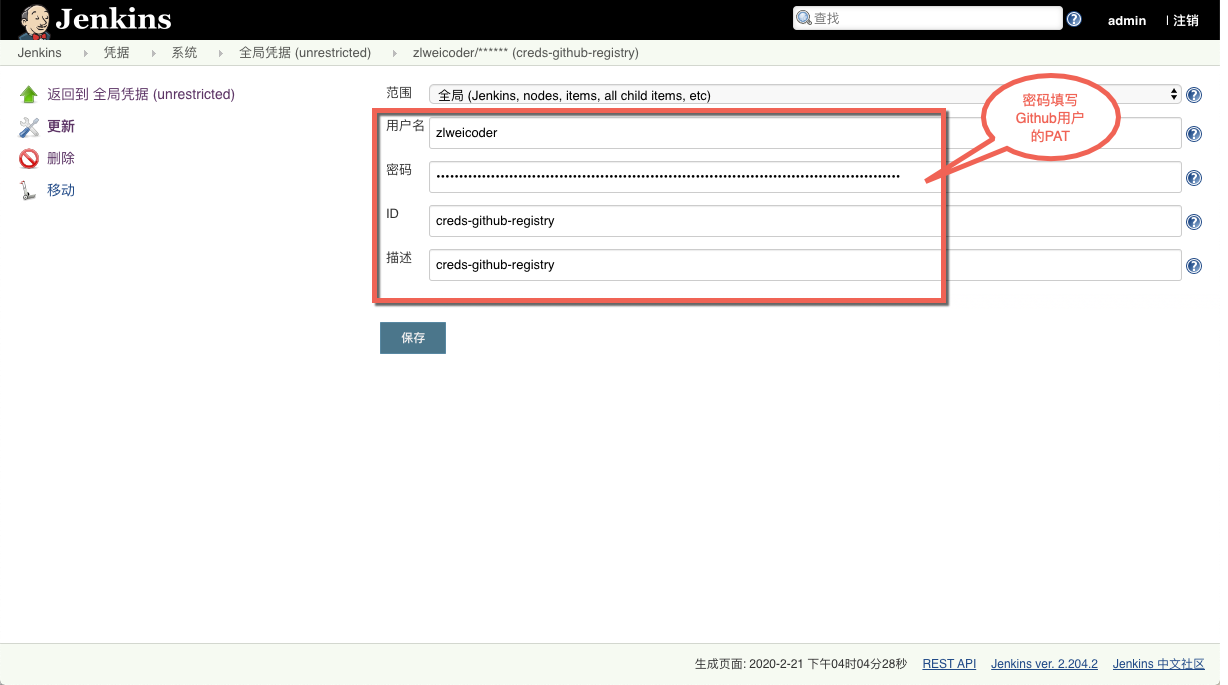 Jenkins
查找
admin
注销
Jenkins
凭据
系统
全局凭据 (unrestricted)
zlweicoder/****** (creds-github-registry)
返回到 全局凭据 (unrestricted)
更新
删除
移动
范围
全局 (Jenkins, nodes, items, all child items, etc)
用户名
zlweicoder
密码
ID
creds-github-registry
描述
creds-github-registry
保存
密码填写
Github用户
的PAT
生成页面: 2020-2-21 下午04时04分28秒
REST API
Jenkins ver. 2.204.2
Jenkins 中文社区